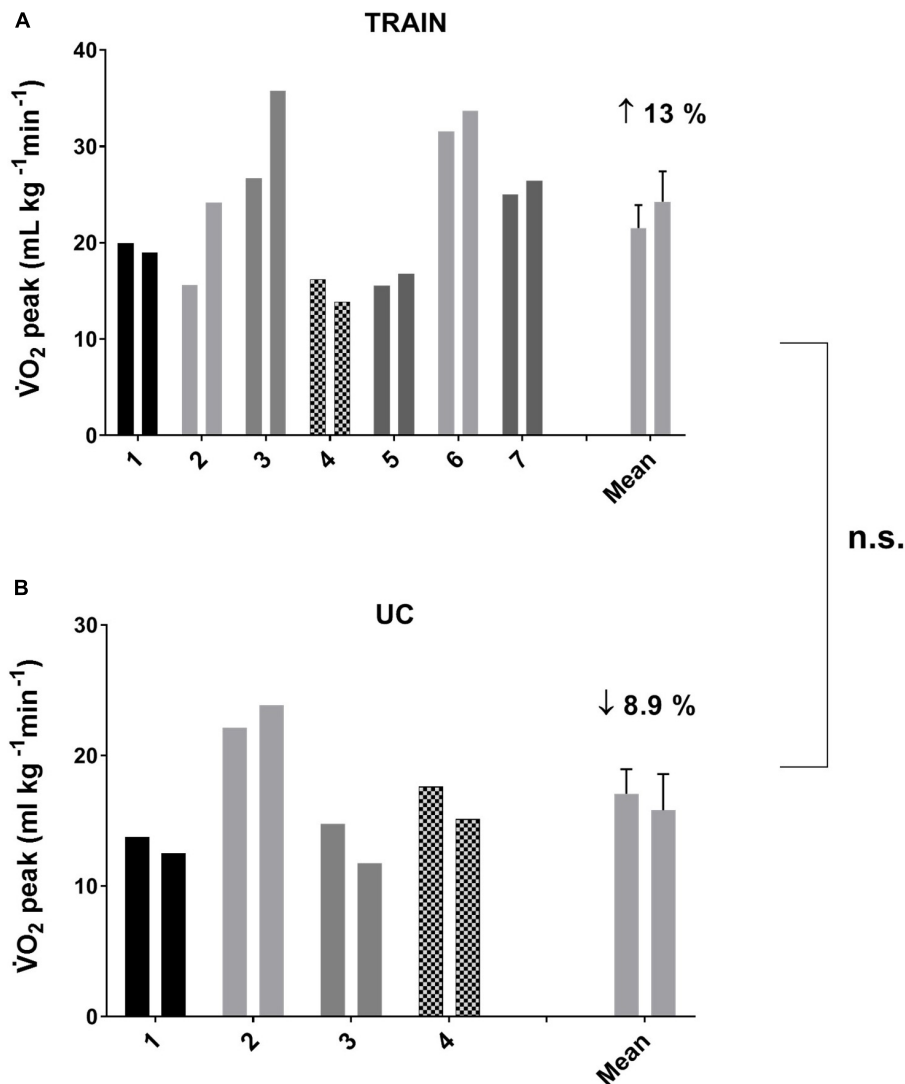 A
TRAIN
V̇O₂ peak (mL kg ⁻¹min⁻¹)
40
30
20
10
0
↑ 13 %
1 2 3 4 5 6 7 Mean
n.s.
B
UC
V̇O₂ peak (ml kg ⁻¹min⁻¹)
30
20
10
0
↓ 8.9 %
1 2 3 4 Mean